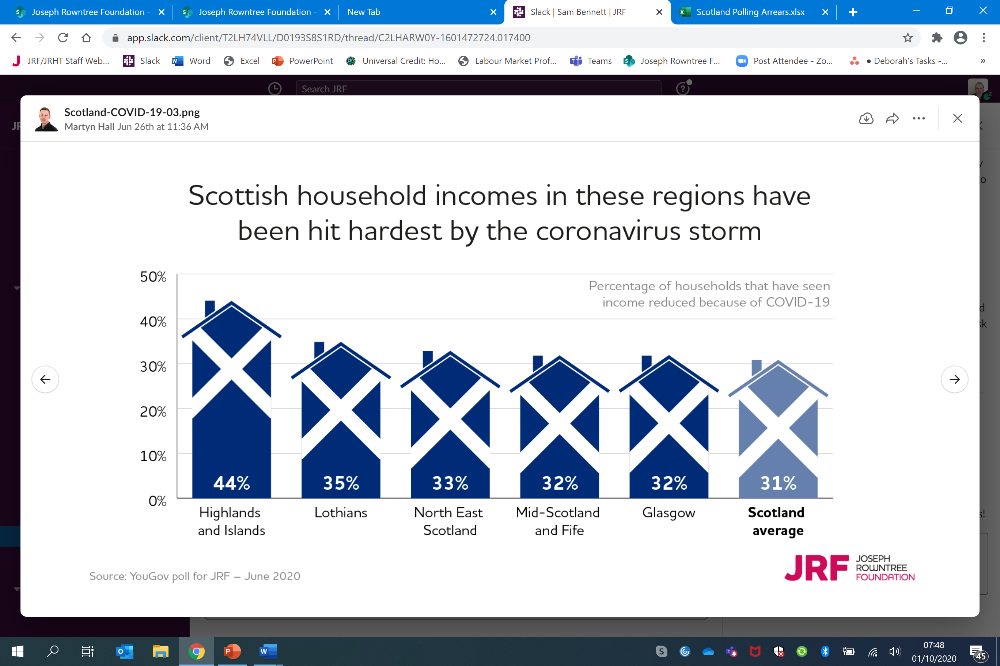 Joseph Rowntree Foundation -
Joseph Rowntree Foundation -
New Tab
Slack | Sam Bennett | JRF
Scotland Polling Arrears.xlsx
app.slack.com/client/T2LH74VLL/D0193S8S1RD/thread/C2LHARW0Y-1601472724.017400
JRF/JRHT Staff Web...
Slack
Word
Excel
PowerPoint
Universal Credit: Ho...
Labour Market Prof...
Teams
Joseph Rowntree F...
Post Attendee - Zo...
● Deborah's Tasks -...
»
Search JRF
Scotland-COVID-19-03.png
Martyn Hall Jun 26th at 11:36 AM
Scottish household incomes in these regions have
been hit hardest by the coronavirus storm
Percentage of households that have seen
income reduced because of COVID-19
50%
40%
30%
20%
10%
0%
44%
35%
33%
32%
32%
31%
Highlands
and Islands
Lothians
North East
Scotland
Mid-Scotland
and Fife
Glasgow
Scotland
average
Source: YouGov poll for JRF – June 2020
JRF
JOSEPH
ROWNTREE
FOUNDATION
07:48
01/10/2020
45